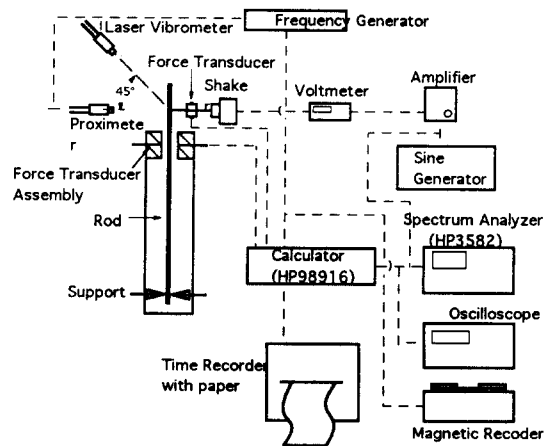 Frequency Generator
Laser Vibrometer
Force Transducer
Shake
Voltmeter
Amplifier
45°
Proximete
r
Sine
Generator
Force Transducer
Assembly
Rod
Spectrum Analyzer
(HP3582)
Calculator
(HP98916)
Support
Oscilloscope
Time Recorder
with paper
Magnetic Recoder